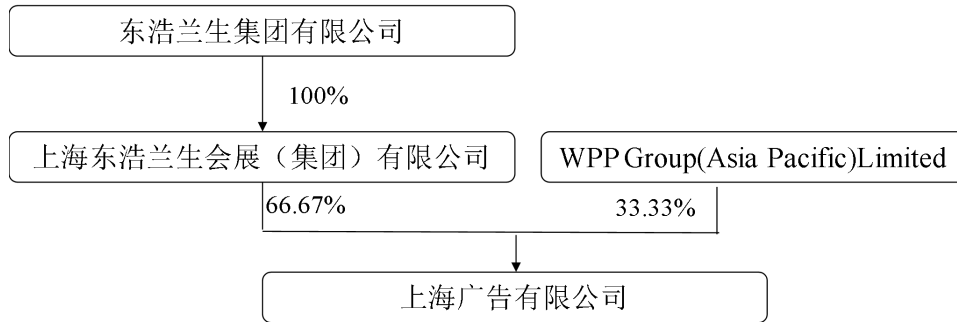 东浩兰生集团有限公司
100%
上海东浩兰生会展（集团）有限公司
WPP Group(Asia Pacific)Limited
66.67%
33.33%
上海广告有限公司